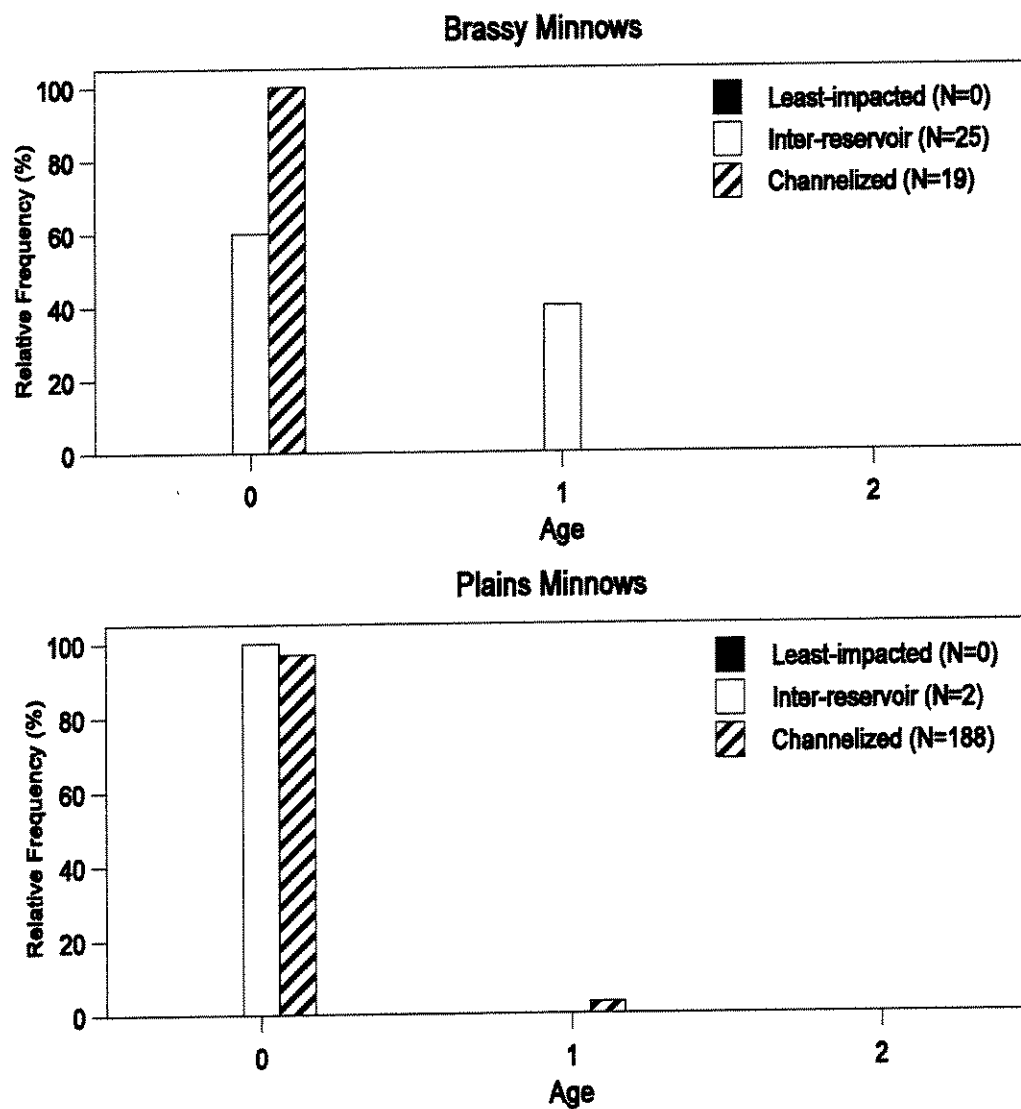 Brassy Minnows
Relative Frequency (%)
100
80
60
40
20
0
Least-impacted (N=0)
Inter-reservoir (N=25)
Channelized (N=19)
0 1 2
Age
Plains Minnows
Relative Frequency (%)
100
80
60
40
20
0
Least-impacted (N=0)
Inter-reservoir (N=2)
Channelized (N=188)
0 1 2
Age